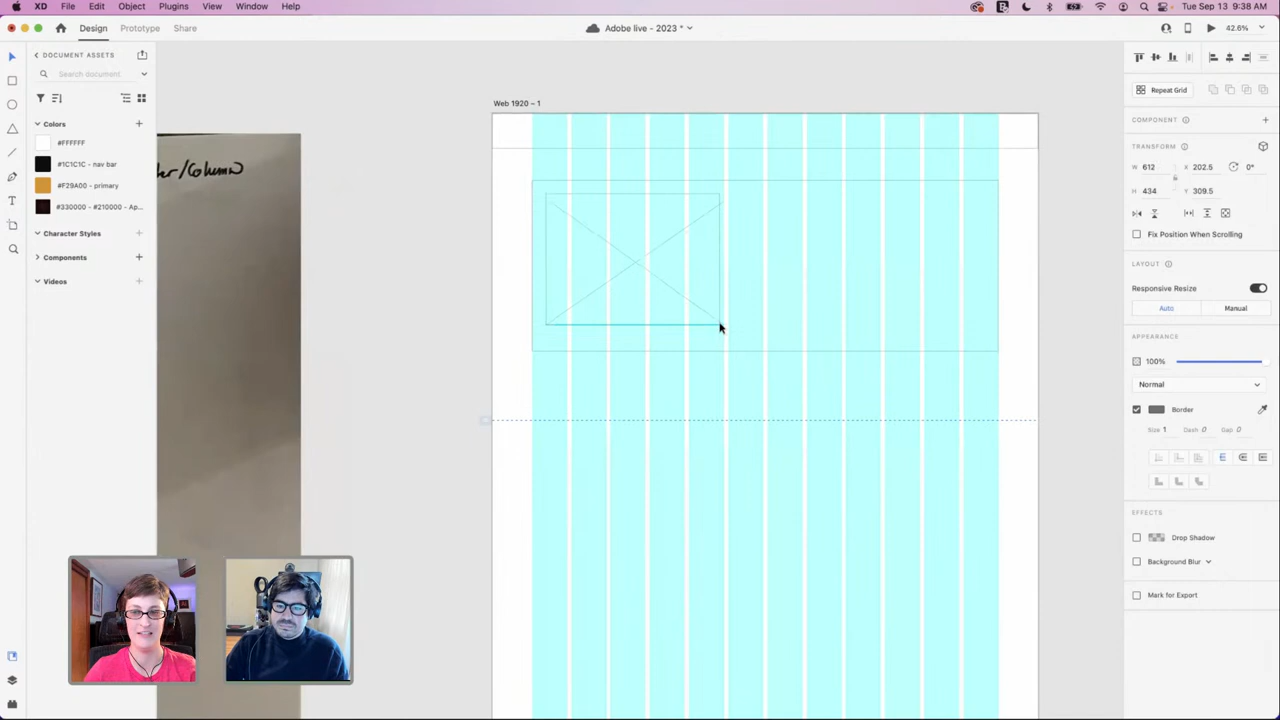 XD File Edit Object Plugins View Window Help Tue Sep 13 9:38 AM
Design Prototype Share Adobe live - 2023 * 42.6%
DOCUMENT ASSETS
Search document
Colors
#FFFFFF
#1C1C1C - nav bar
#F29A00 - primary
#330000 - #210000 - Ap...
Character Styles
Components
Videos
/Column
Web 1920 – 1
Repeat Grid
COMPONENT
TRANSFORM
W 612 X 202.5 0°
H 434 Y 309.5
Fix Position When Scrolling
LAYOUT
Responsive Resize
Auto Manual
APPEARANCE
100%
Normal
Border
Size 1 Dash 0 Gap 0
EFFECTS
Drop Shadow
Background Blur
Mark for Export